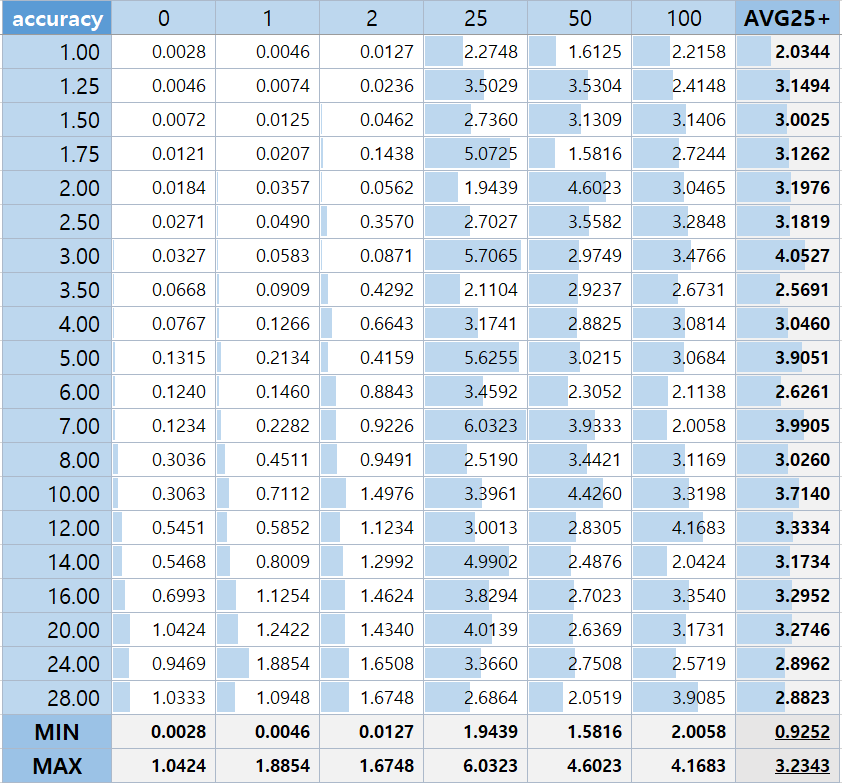 accuracy 0 1 2 25 50 100 AVG25+
1.00 0.0028 0.0046 0.0127 2.2748 1.6125 2.2158 2.0344
1.25 0.0046 0.0074 0.0236 3.5029 3.5304 2.4148 3.1494
1.50 0.0072 0.0125 0.0462 2.7360 3.1309 3.1406 3.0025
1.75 0.0121 0.0207 0.1438 5.0725 1.5816 2.7244 3.1262
2.00 0.0184 0.0357 0.0562 1.9439 4.6023 3.0465 3.1976
2.50 0.0271 0.0490 0.3570 2.7027 3.5582 3.2848 3.1819
3.00 0.0327 0.0583 0.0871 5.7065 2.9749 3.4766 4.0527
3.50 0.0668 0.0909 0.4292 2.1104 2.9237 2.6731 2.5691
4.00 0.0767 0.1266 0.6643 3.1741 2.8825 3.0814 3.0460
5.00 0.1315 0.2134 0.4159 5.6255 3.0215 3.0684 3.9051
6.00 0.1240 0.1460 0.8843 3.4592 2.3052 2.1138 2.6261
7.00 0.1234 0.2282 0.9226 6.0323 3.9333 2.0058 3.9905
8.00 0.3036 0.4511 0.9491 2.5190 3.4421 3.1169 3.0260
10.00 0.3063 0.7112 1.4976 3.3961 4.4260 3.3198 3.7140
12.00 0.5451 0.5852 1.1234 3.0013 2.8305 4.1683 3.3334
14.00 0.5468 0.8009 1.2992 4.9902 2.4876 2.0424 3.1734
16.00 0.6993 1.1254 1.4624 3.8294 2.7023 3.3540 3.2952
20.00 1.0424 1.2422 1.4340 4.0139 2.6369 3.1731 3.2746
24.00 0.9469 1.8854 1.6508 3.3660 2.7508 2.5719 2.8962
28.00 1.0333 1.0948 1.6748 2.6864 2.0519 3.9085 2.8823
MIN 0.0028 0.0046 0.0127 1.9439 1.5816 2.0058 0.9252
MAX 1.0424 1.8854 1.6748 6.0323 4.6023 4.1683 3.2343